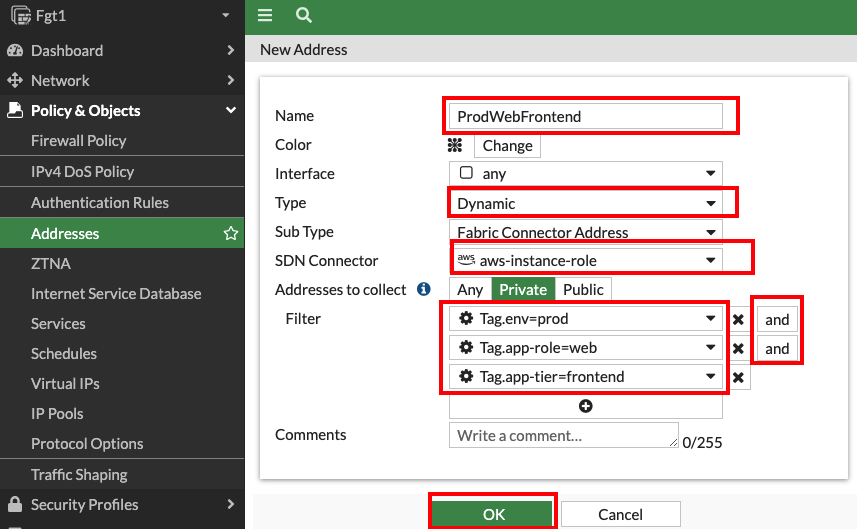 Fgt1
Dashboard
Network
Policy & Objects
Firewall Policy
IPv4 DoS Policy
Authentication Rules
Addresses
ZTNA
Internet Service Database
Services
Schedules
Virtual IPs
IP Pools
Protocol Options
Traffic Shaping
Security Profiles
New Address
Name ProdWebFrontend
Color Change
Interface any
Type Dynamic
Sub Type Fabric Connector Address
SDN Connector aws aws-instance-role
Addresses to collect Any Private Public
Filter Tag.env=prod and
Tag.app-role=web and
Tag.app-tier=frontend
Comments Write a comment... 0/255
OK Cancel